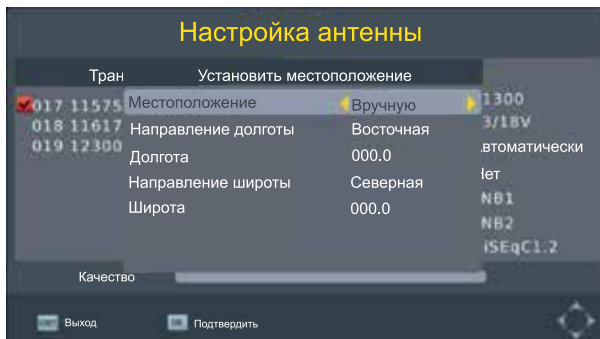 Настройка антенны
Тран
Установить местоположение
017 11575
Местоположение
Вручную
1300
018 11617
Направление долготы
Восточная
3/18V
019 12300
Долгота
000.0
втоматически
Направление широты
Северная
Нет
Широта
000.0
NB1
NB2
iSEqC1.2
Качество
Выход
OK
Подтвердить